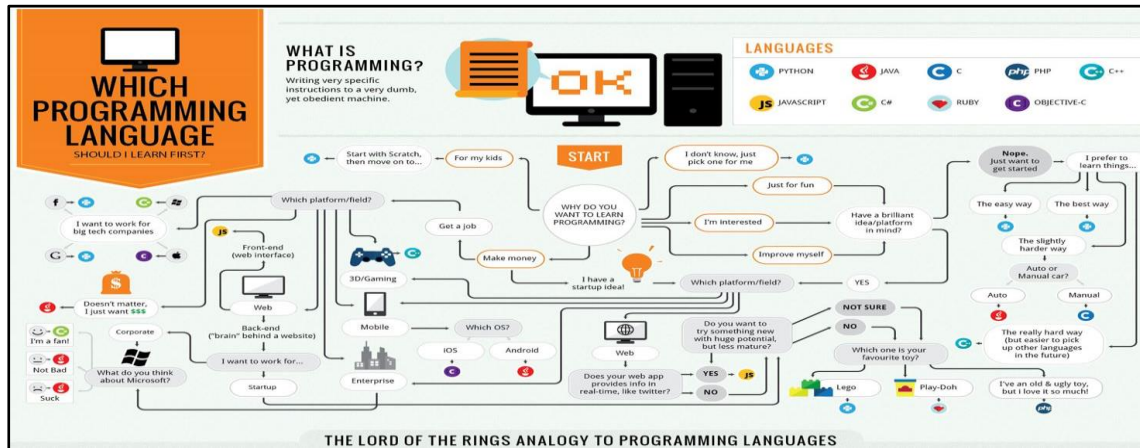 WHICH
PROGRAMMING
LANGUAGE
SHOULD I LEARN FIRST?
WHAT IS
PROGRAMMING?
Writing very specific
instructions to a very dumb,
yet obedient machine.
OK
LANGUAGES
PYTHON
JAVA
C
C
php
PHP
C++
C++
JS
JAVASCRIPT
C#
RUBY
C
OBJECTIVE-C
START
Start with Scratch,
then move on to...
For my kids
I don't know, just
pick one for me
WHY DO YOU
WANT TO LEARN
PROGRAMMING?
Just for fun
I'm interested
Improve myself
Have a brilliant
idea/platform
in mind?
Nope.
Just want to
get started
I prefer to
learn things...
The easy way
The best way
The slightly
harder way
Auto or
Manual car?
Auto
Manual
C
The really hard way
(but easier to pick
up other languages
in the future)
C++
YES
Which platform/field?
I have a
startup idea!
Make money
Get a job
Which platform/field?
f
G
C
I want to work for
big tech companies
$
Doesn't matter,
I just want $$$
JS
Front-end
(web interface)
Web
Back-end
("brain" behind a website)
I want to work for...
Corporate
Startup
What do you think
about Microsoft?
I'm a fan!
Not Bad
Suck
3D/Gaming
C++
Mobile
Which OS?
iOS
C
Android
Enterprise
Web
Does your web app
provides info in
real-time, like twitter?
YES
JS
NO
Do you want to
try something new
with huge potential,
but less mature?
NOT SURE
NO
Which one is your
favourite toy?
Lego
Play-Doh
I've an old & ugly toy,
but I love it so much!
php
THE LORD OF THE RINGS ANALOGY TO PROGRAMMING LANGUAGES